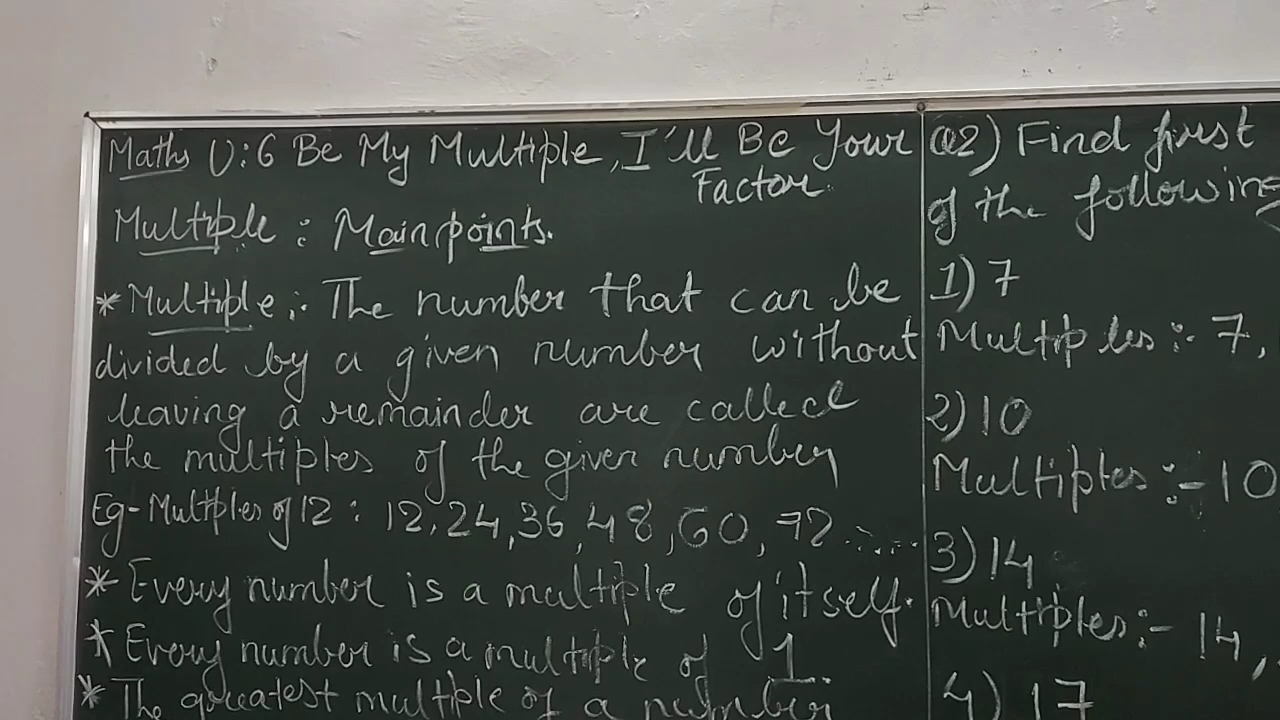 Maths U:6 Be My Multiple, I'll Be Your
Factor.
Multiple : Main points.
* Multiple :- The number that can be
divided by a given number without
leaving a remainder are called
the multiples of the given number
Eg- Multples of 12 : 12, 24, 36, 48, 60, 72.......
* Every number is a multiple of itself.
* Every number is a multiple of 1.
* The greatest multiple of a number
Q2) Find first
of the following
1) 7
Multiples :- 7,
2) 10
Multiples :- 10
3) 14
Multiples :- 14,
4) 17